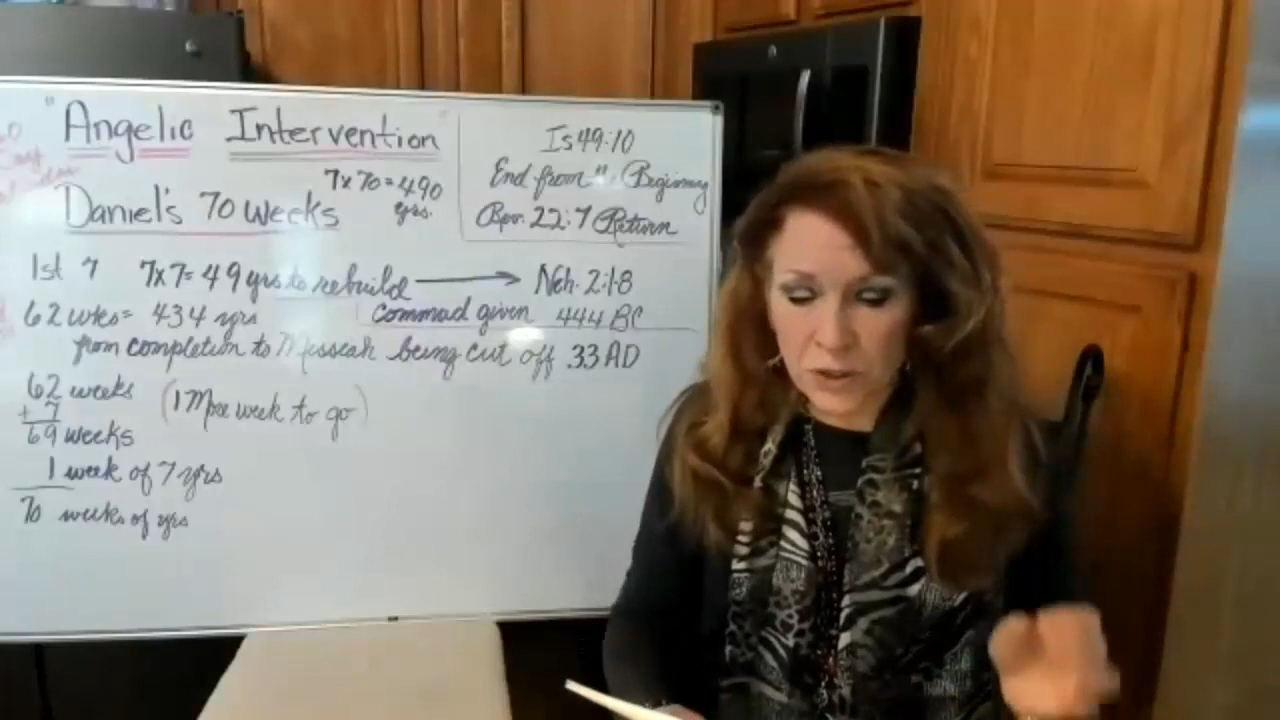 "Angelic Intervention"
7x70=490
yrs.
Daniel's 70 weeks
Is 49:10
End from " Beginning
Rev. 22:7 Return
1st 7 7x7=49 yrs to rebuild → Neh. 2:1-8
62 wks= 434 yrs Commad given 444 BC
from completion to Messeah being cut off 33 AD
62 weeks
+ 7
69 weeks
(1 More week to go)
1 week of 7 yrs
70 weeks of yrs